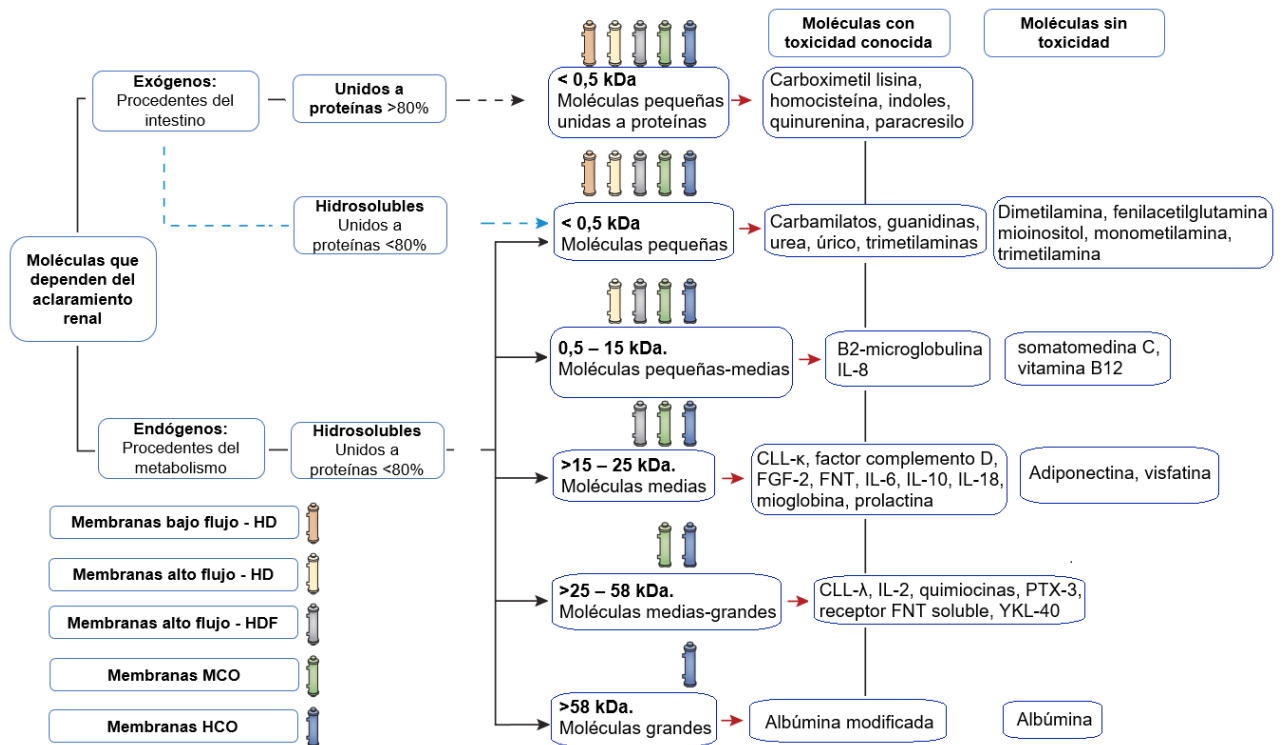 Moléculas con
toxicidad conocida
Moléculas sin
toxicidad
Exógenos:
Procedentes del
intestino
Unidos a
proteínas >80%
< 0,5 kDa
Moléculas pequeñas
unidas a proteínas
Carboximetil lisina,
homocisteína, indoles,
quinurenina, paracresilo
Hidrosolubles
Unidos a
proteínas <80%
< 0,5 kDa
Moléculas pequeñas
Carbamilatos, guanidinas,
urea, úrico, trimetilaminas
Dimetilamina, fenilacetilglutamina
mioinositol, monometilamina,
trimetilamina
Moléculas que
dependen del
aclaramiento
renal
0,5 – 15 kDa.
Moléculas pequeñas-medias
B2-microglobulina
IL-8
somatomedina C,
vitamina B12
Endógenos:
Procedentes del
metabolismo
Hidrosolubles
Unidos a
proteínas <80%
>15 – 25 kDa.
Moléculas medias
CLL-κ, factor complemento D,
FGF-2, FNT, IL-6, IL-10, IL-18,
mioglobina, prolactina
Adiponectina, visfatina
>25 – 58 kDa.
Moléculas medias-grandes
CLL-λ, IL-2, quimiocinas, PTX-3,
receptor FNT soluble, YKL-40
>58 kDa.
Moléculas grandes
Albúmina modificada
Albúmina
Membranas bajo flujo - HD
Membranas alto flujo - HD
Membranas alto flujo - HDF
Membranas MCO
Membranas HCO